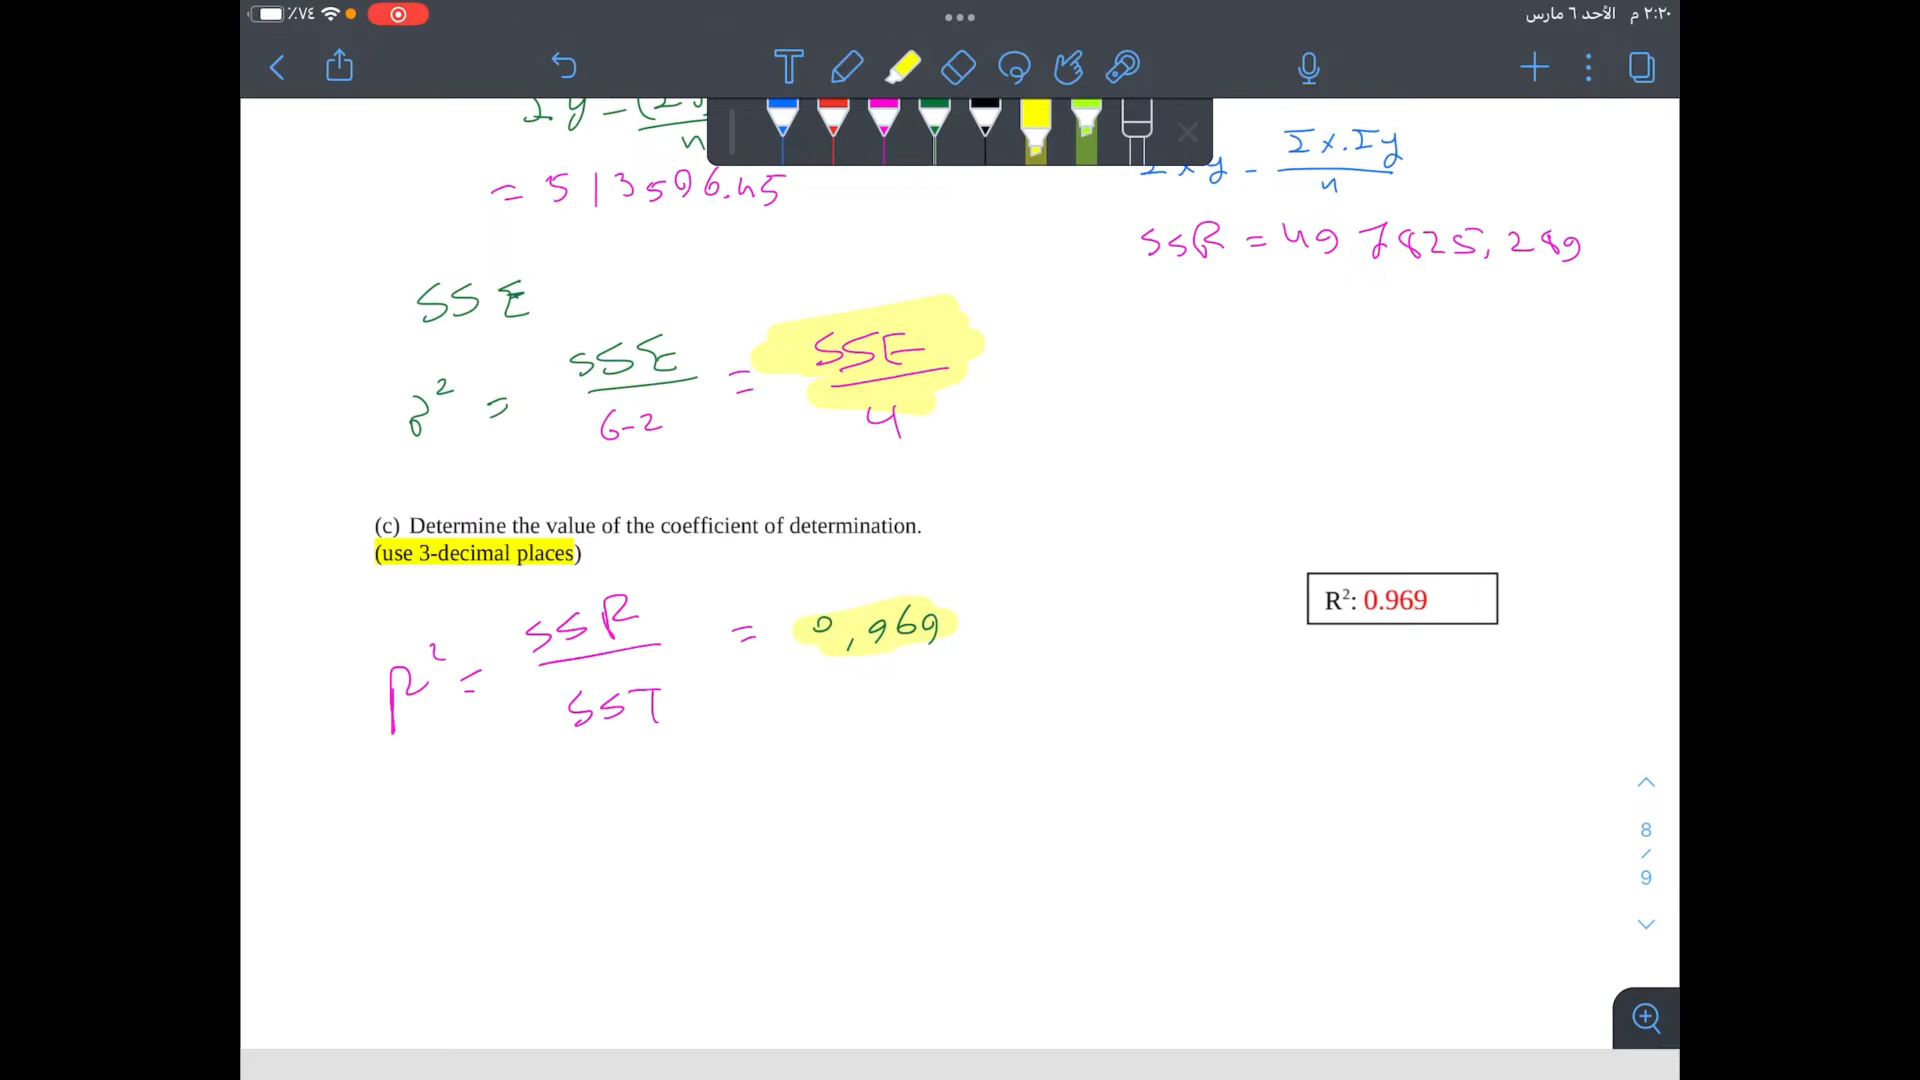 ٪٧٤
٢:٢٠ م الأحد ٦ مارس
Σx.Σy
n
= 513596.45
SSR = 497825,289
SSE
SSE = SSE
6-2
4
(c) Determine the value of the coefficient of determination.
(use 3-decimal places)
R²: 0.969
R² = SSR = 0,969
SST
8
/
9